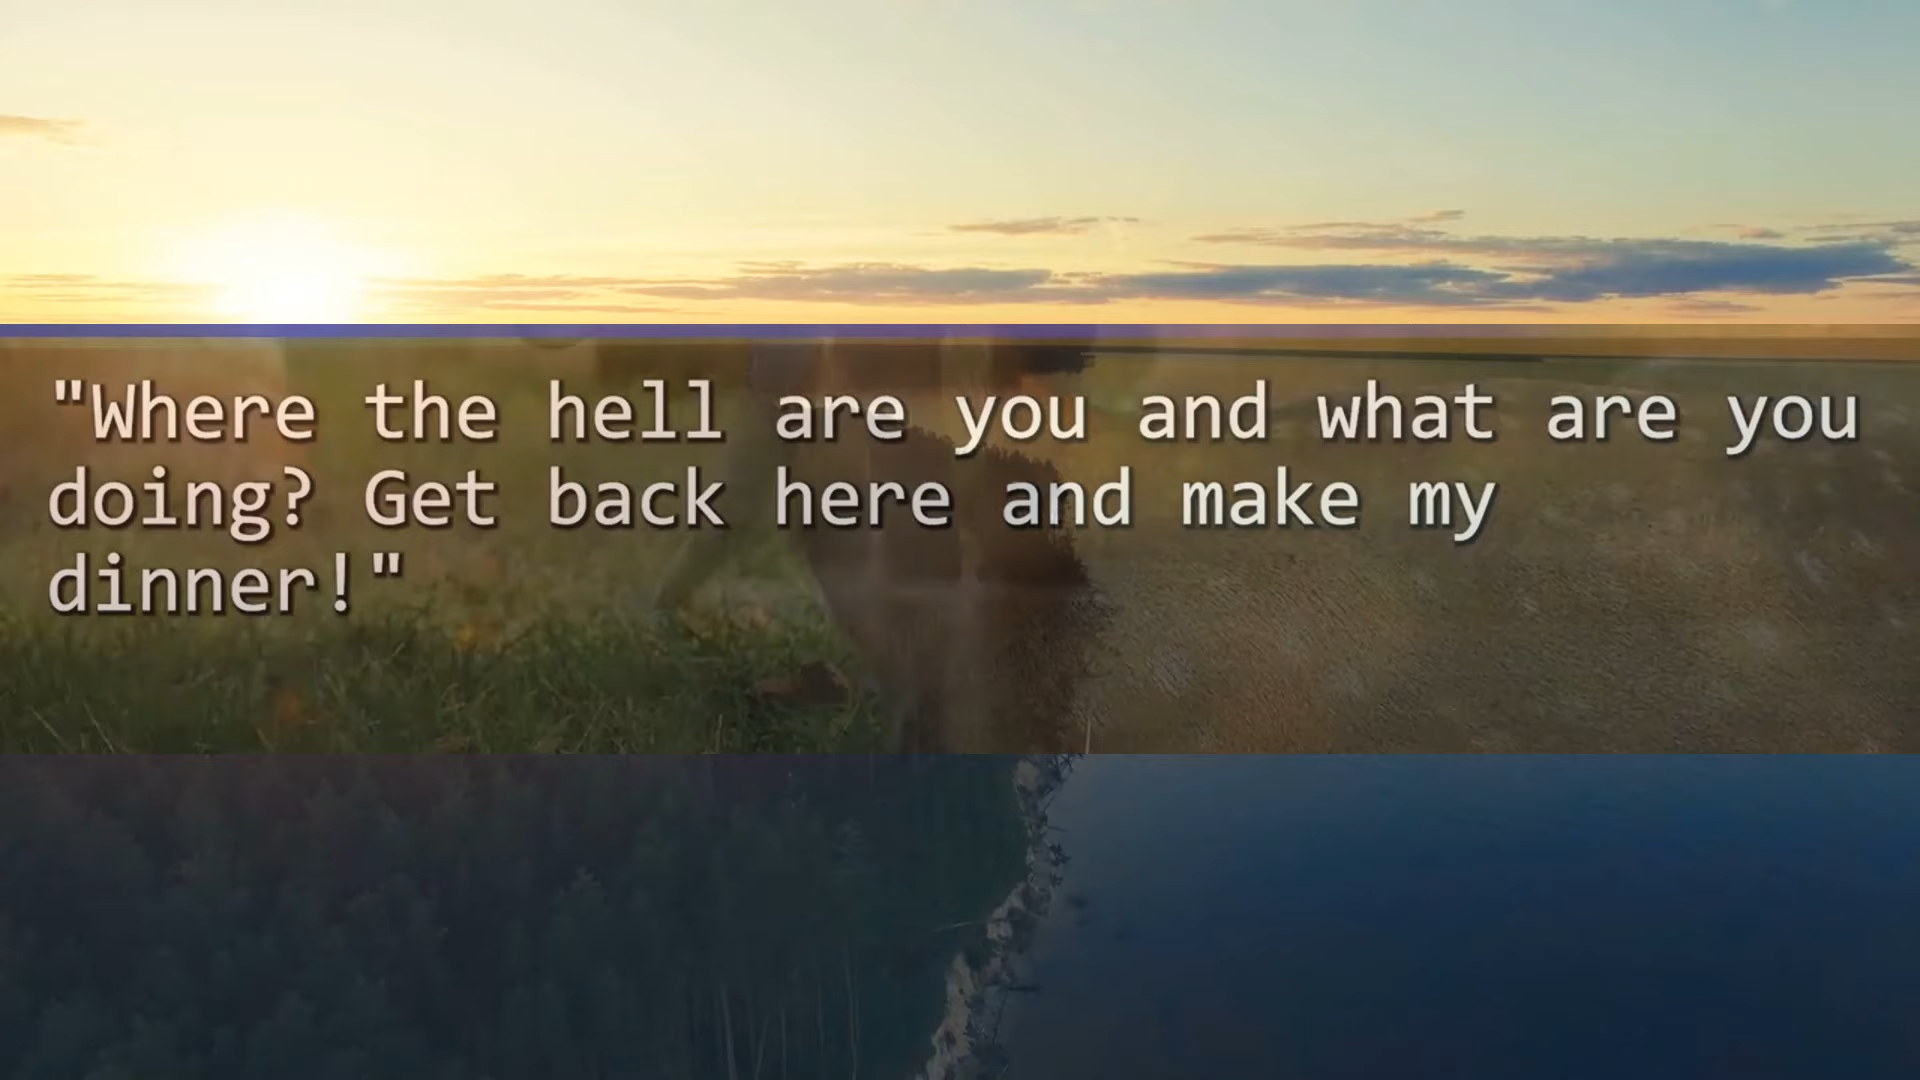 "Where the hell are you and what are you
doing? Get back here and make my
dinner!"